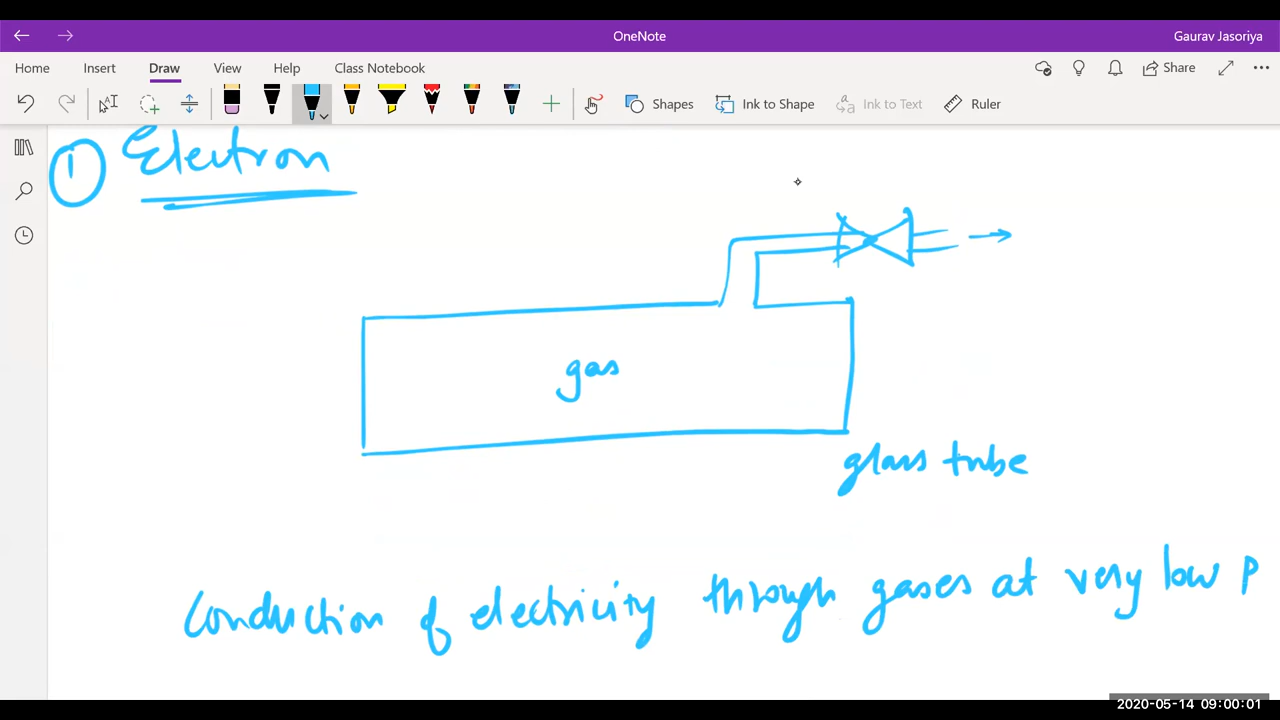 OneNote
Gaurav Jasoriya
Home Insert Draw View Help Class Notebook Share
Shapes Ink to Shape Ink to Text Ruler
① Electron
gas
glass tube
conduction of electricity through gases at very low P
2020-05-14 09:00:01